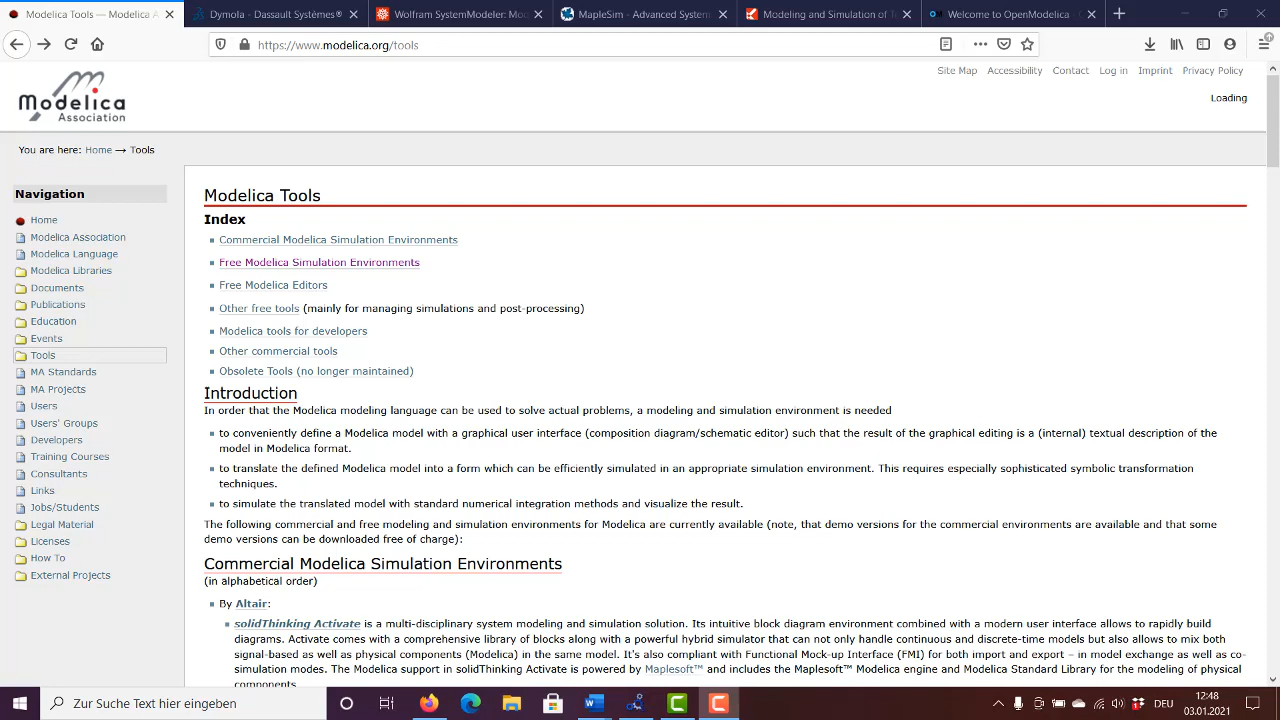 Modelica Tools — Modelica As
Dymola - Dassault Systèmes®
Wolfram SystemModeler: Mod
MapleSim - Advanced System
Modeling and Simulation of
Welcome to OpenModelica -
https://www.modelica.org/tools
Modelica
Association
Site Map Accessibility Contact Log in Imprint Privacy Policy
Loading
You are here: Home → Tools
Navigation
Home
Modelica Association
Modelica Language
Modelica Libraries
Documents
Publications
Education
Events
Tools
MA Standards
MA Projects
Users
Users' Groups
Developers
Training Courses
Consultants
Links
Jobs/Students
Legal Material
Licenses
How To
External Projects
Modelica Tools
Index
Commercial Modelica Simulation Environments
Free Modelica Simulation Environments
Free Modelica Editors
Other free tools (mainly for managing simulations and post-processing)
Modelica tools for developers
Other commercial tools
Obsolete Tools (no longer maintained)
Introduction
In order that the Modelica modeling language can be used to solve actual problems, a modeling and simulation environment is needed
to conveniently define a Modelica model with a graphical user interface (composition diagram/schematic editor) such that the result of the graphical editing is a (internal) textual description of the
model in Modelica format.
to translate the defined Modelica model into a form which can be efficiently simulated in an appropriate simulation environment. This requires especially sophisticated symbolic transformation
techniques.
to simulate the translated model with standard numerical integration methods and visualize the result.
The following commercial and free modeling and simulation environments for Modelica are currently available (note, that demo versions for the commercial environments are available and that some
demo versions can be downloaded free of charge):
Commercial Modelica Simulation Environments
(in alphabetical order)
By Altair:
solidThinking Activate is a multi-disciplinary system modeling and simulation solution. Its intuitive block diagram environment combined with a modern user interface allows to rapidly build
diagrams. Activate comes with a comprehensive library of blocks along with a powerful hybrid simulator that can not only handle continuous and discrete-time models but also allows to mix both
signal-based as well as physical components (Modelica) in the same model. It's also compliant with Functional Mock-up Interface (FMI) for both import and export – in model exchange as well as co-
simulation modes. The Modelica support in solidThinking Activate is powered by Maplesoft™ and includes the Maplesoft™ Modelica engine and Modelica Standard Library for the modeling of physical
components.
Zur Suche Text hier eingeben
DEU
12:48
03.01.2021